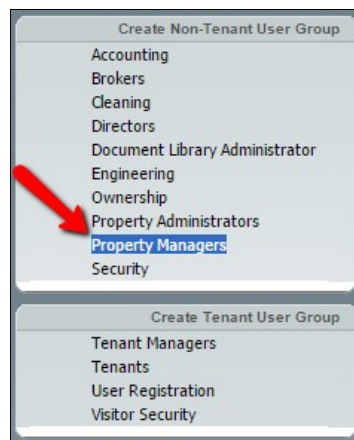 Create Non-Tenant User Group
Accounting
Brokers
Cleaning
Directors
Document Library Administrator
Engineering
Ownership
Property Administrators
Property Managers
Security
Create Tenant User Group
Tenant Managers
Tenants
User Registration
Visitor Security